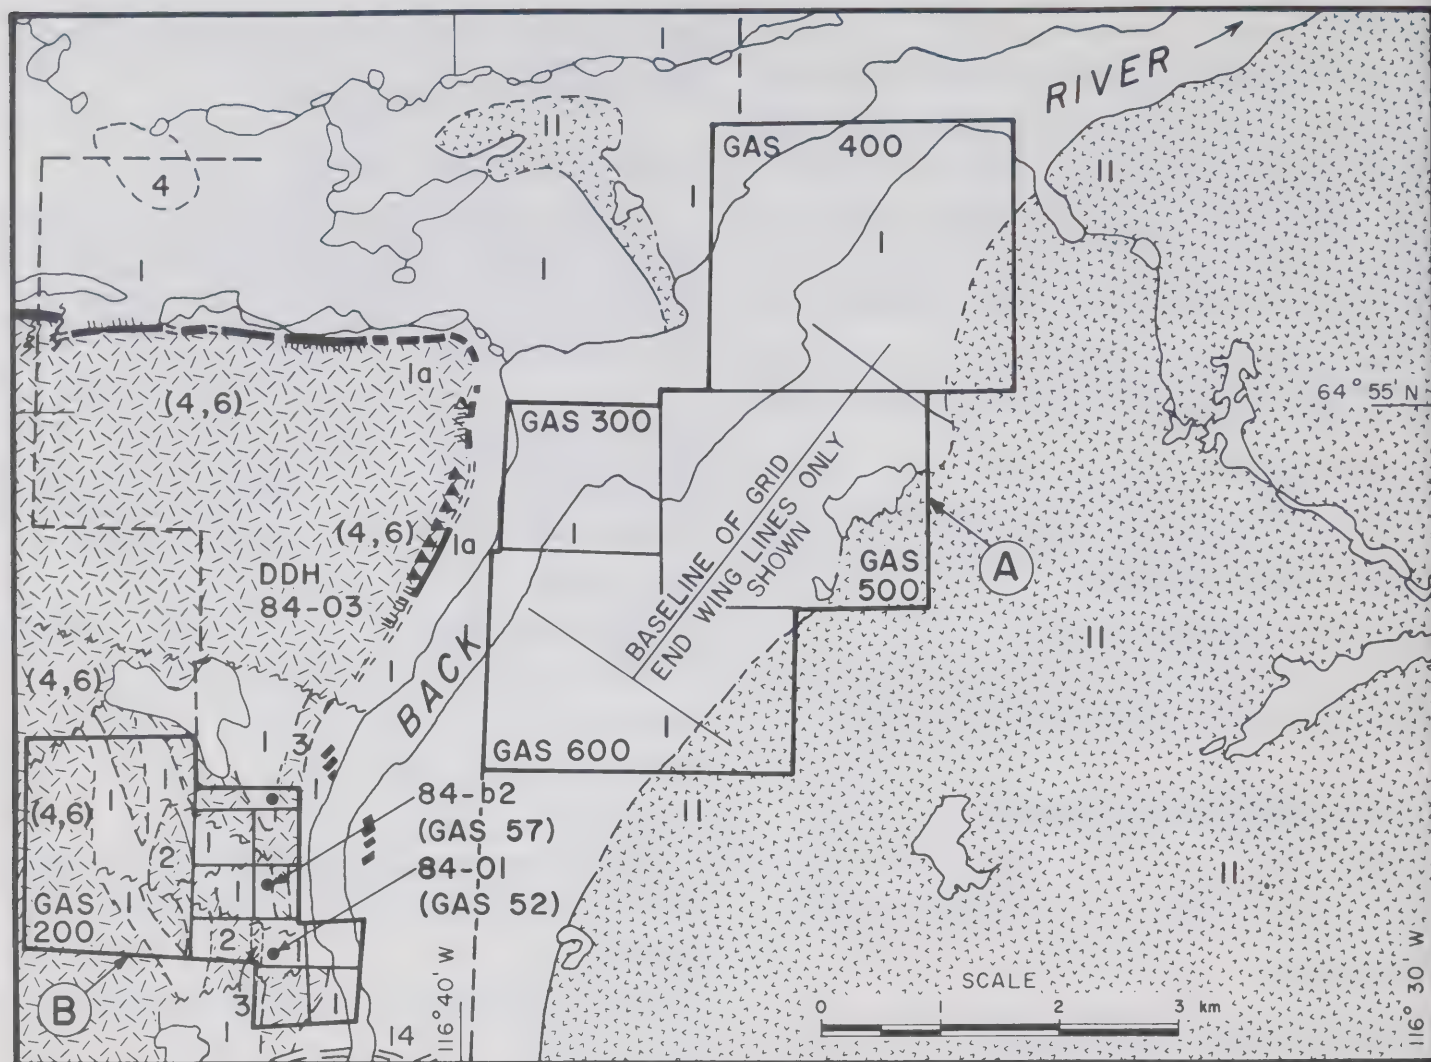 I
RIVER
II
GAS 400
I
II
4
I
I
I
Ia
(4,6)
64° 55 N
GAS 300
BASELINE OF GRID
END WING LINES ONLY
SHOWN
(4,6)
Ia
I
DDH
84-03
GAS
500
A
II
(4,6)
I
BACK
I
3
I
GAS 600
I
84-02
(GAS 57)
II
I
I
(4,6)
2
I
I
84-01
(GAS 52)
II
GAS
200
I
2
B
3
I
I
14
116° 40' W
SCALE
0 1 2 3 km
116° 30' W